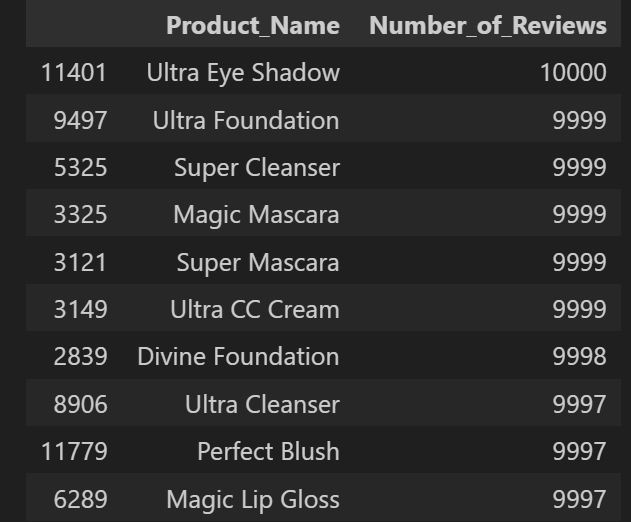 Product_Name Number_of_Reviews
11401 Ultra Eye Shadow 10000
9497 Ultra Foundation 9999
5325 Super Cleanser 9999
3325 Magic Mascara 9999
3121 Super Mascara 9999
3149 Ultra CC Cream 9999
2839 Divine Foundation 9998
8906 Ultra Cleanser 9997
11779 Perfect Blush 9997
6289 Magic Lip Gloss 9997